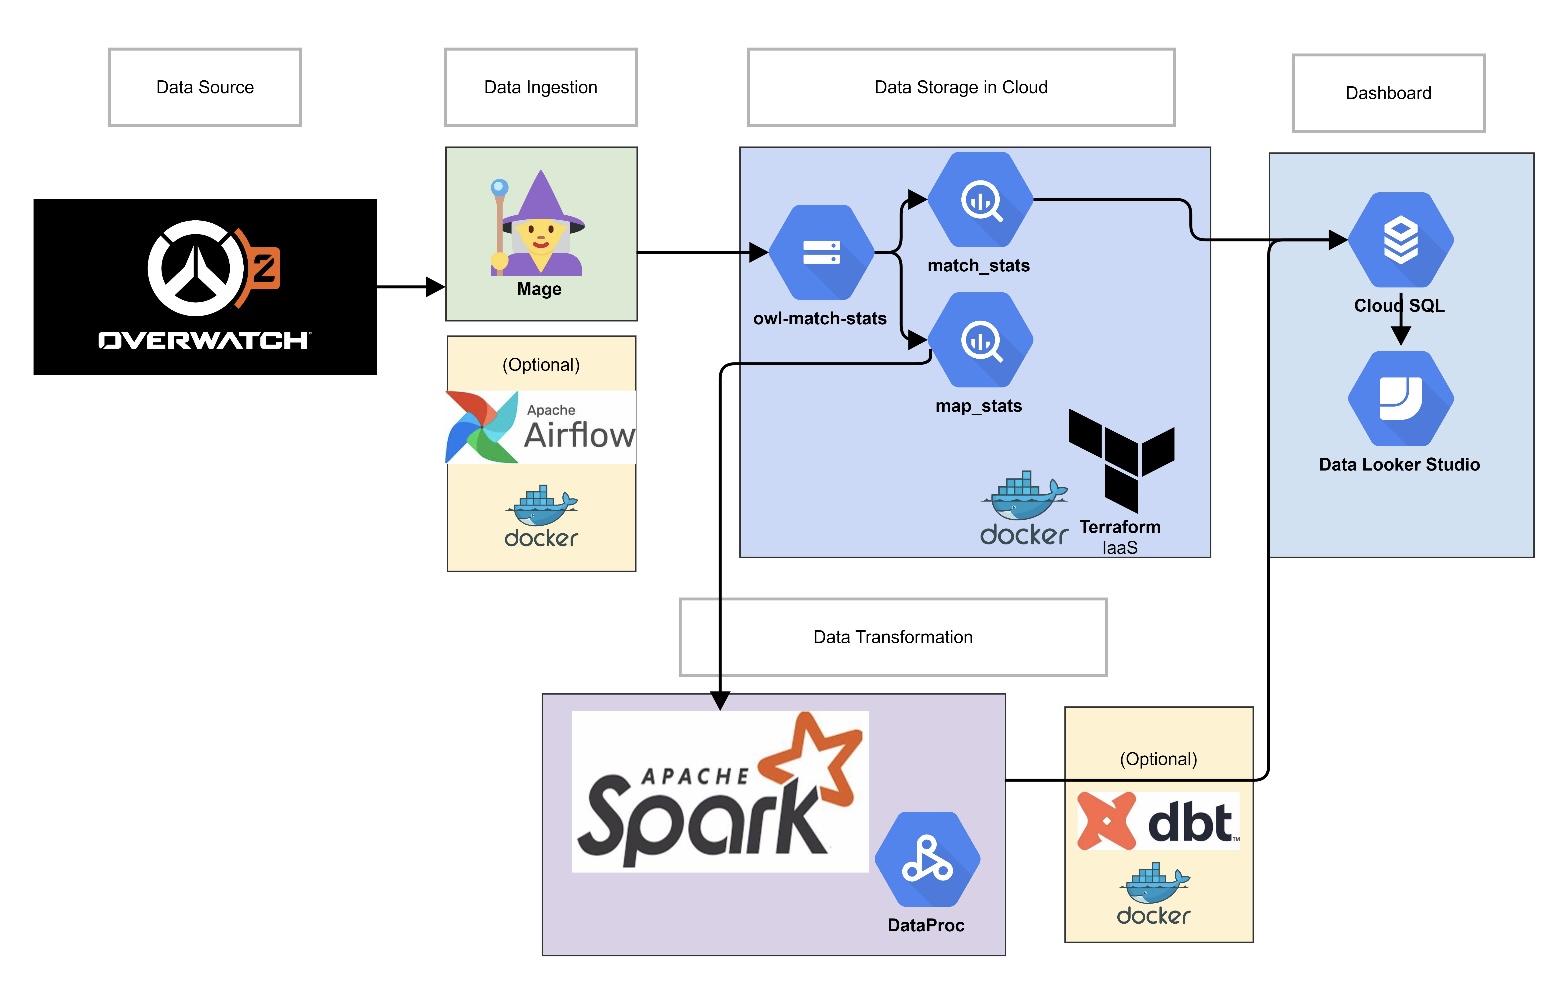 Data Source
Data Ingestion
Data Storage in Cloud
Dashboard
2
OVERWATCH
Mage
(Optional)
Apache
Airflow
docker
owl-match-stats
match_stats
map_stats
docker
Terraform
IaaS
Cloud SQL
Data Looker Studio
Data Transformation
APACHE
Spark
DataProc
(Optional)
dbt
TM
docker